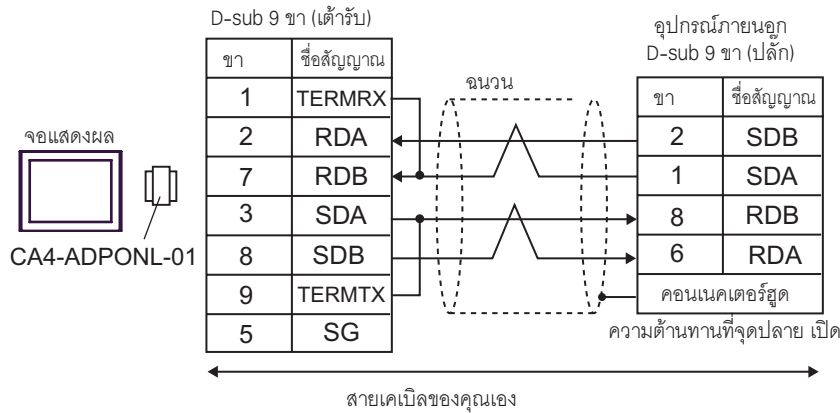 D-sub 9 ขา (เต้ารับ)
อุปกรณ์ภายนอก
D-sub 9 ขา (ปลั๊ก)
ขา ชื่อสัญญาณ
1 TERMRX
2 RDA
7 RDB
3 SDA
8 SDB
9 TERMTX
5 SG
ฉนวน
ขา ชื่อสัญญาณ
2 SDB
1 SDA
8 RDB
6 RDA
คอนเนคเตอร์ฮูด
ความต้านทานที่จุดปลาย เปิด
จอแสดงผล
CA4-ADPONL-01
สายเคเบิลของคุณเอง